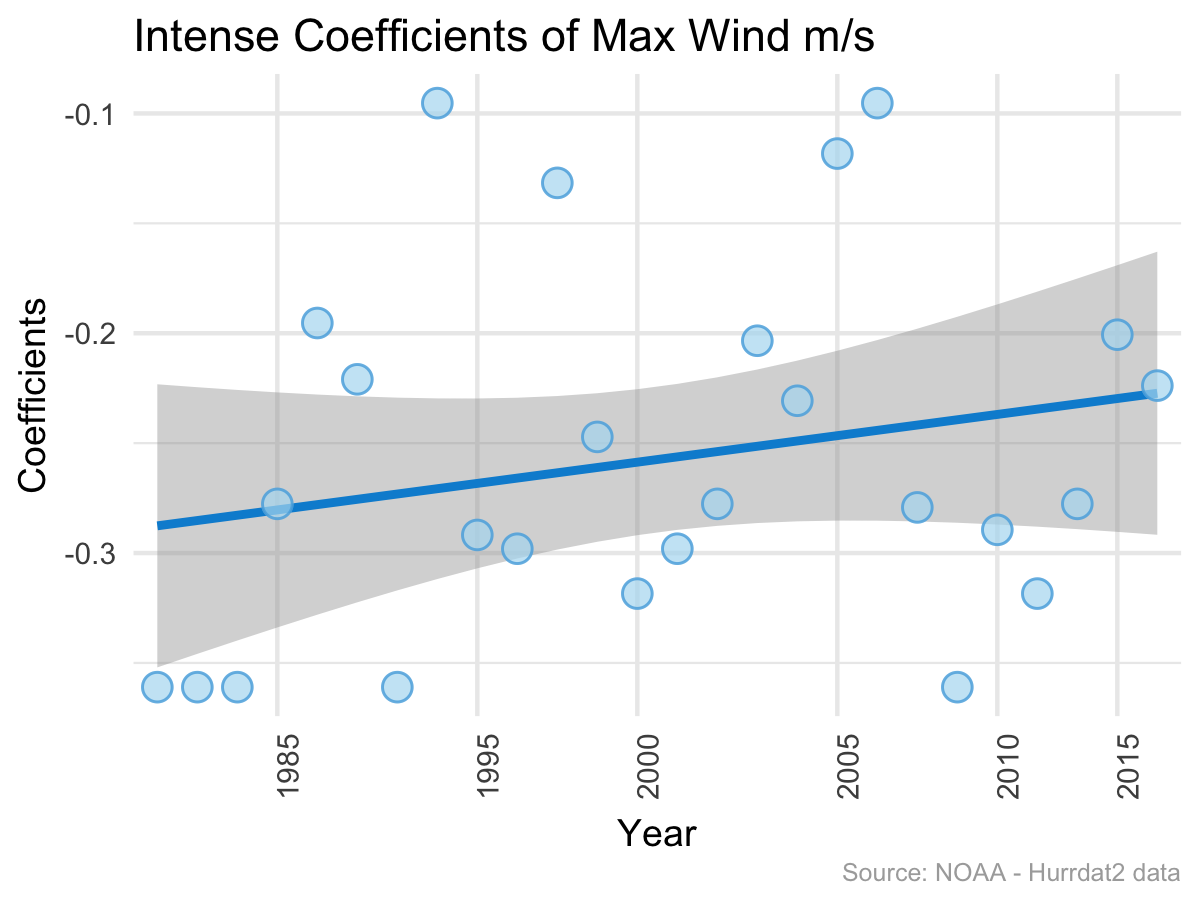 Intense Coefficients of Max Wind m/s
-0.1
-0.2
-0.3
Coefficients
1985
1995
2000
2005
2010
2015
Year
Source: NOAA - Hurrdat2 data